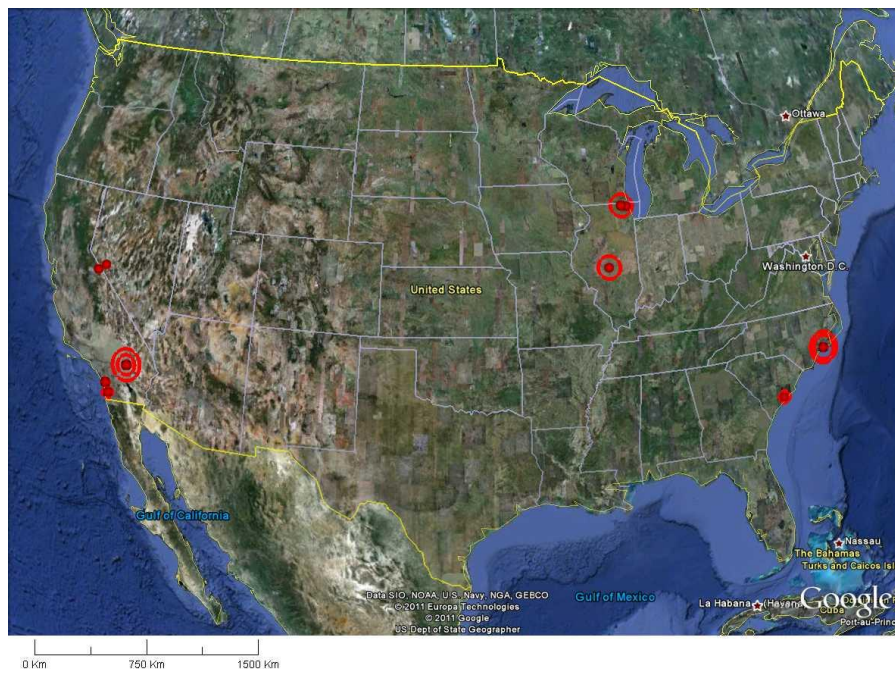 Ottawa
Washington D.C.
United States
Gulf of California
Nassau
The Bahamas
Turks and Caicos Isl
Data SIO, NOAA, U.S. Navy, NGA, GEBCO
© 2011 Europa Technologies
© 2011 Google
US Dept of State Geographer
Gulf of Mexico
La Habana
Google
Cuba
Port-au-Princ
0 Km 750 Km 1500 Km